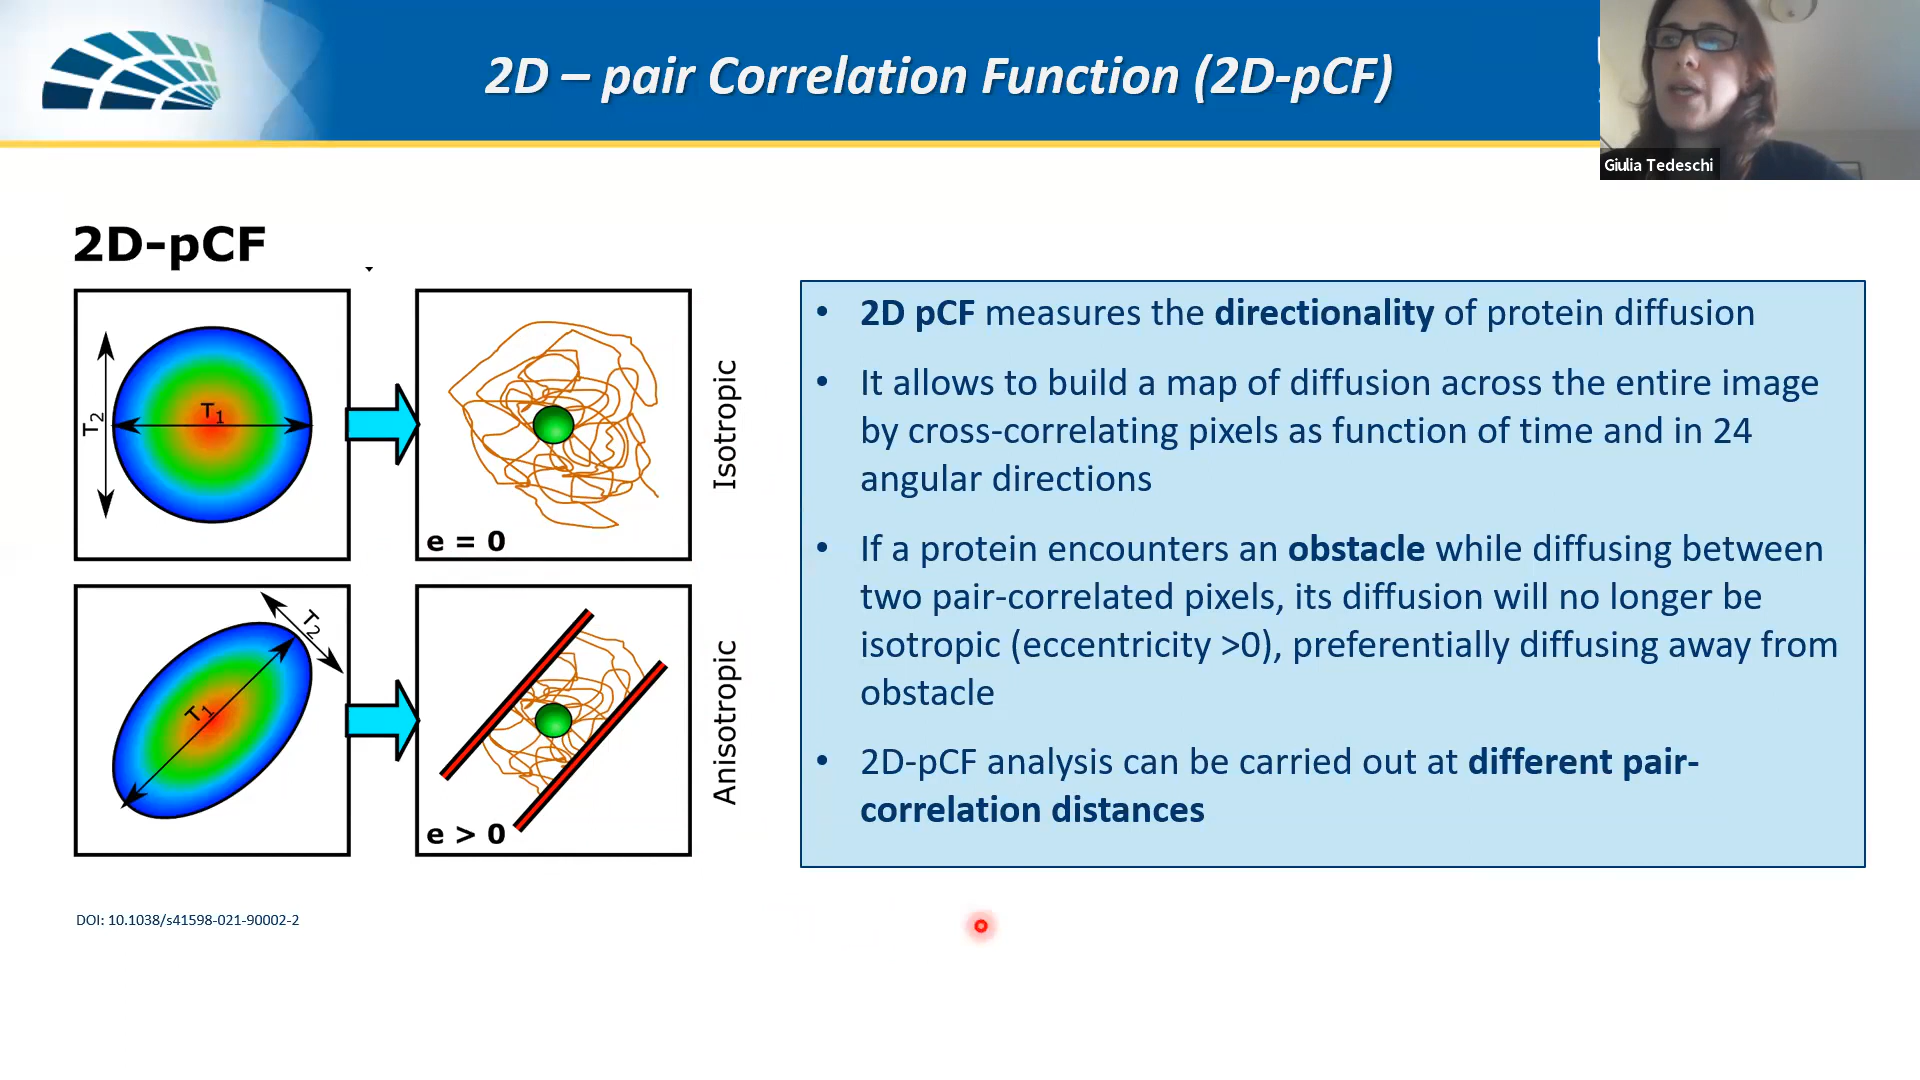 2D – pair Correlation Function (2D-pCF)
Giulia Tedeschi
2D-pCF
T1
T2
e = 0
Isotropic
T1
T2
e > 0
Anisotropic
• 2D pCF measures the directionality of protein diffusion
• It allows to build a map of diffusion across the entire image
by cross-correlating pixels as function of time and in 24
angular directions
• If a protein encounters an obstacle while diffusing between
two pair-correlated pixels, its diffusion will no longer be
isotropic (eccentricity >0), preferentially diffusing away from
obstacle
• 2D-pCF analysis can be carried out at different pair-
correlation distances
DOI: 10.1038/s41598-021-90002-2